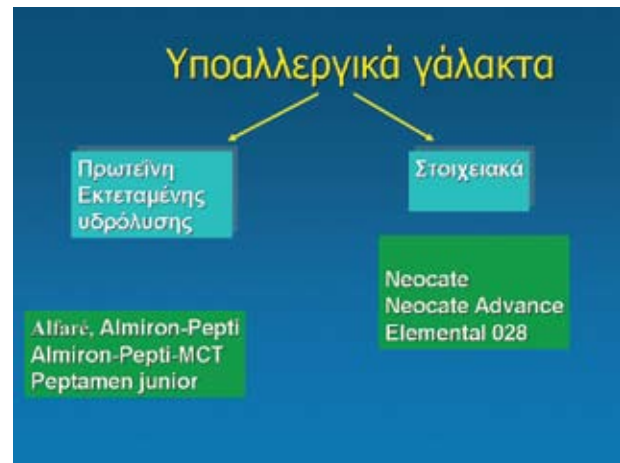 Υποαλλεργικά γάλακτα
Πρωτεΐνη
Εκτεταμένης
υδρόλυσης
Στοιχειακά
Alfaré, Almiron-Pepti
Almiron-Pepti-MCT
Peptamen junior
Neocate
Neocate Advance
Elemental 028